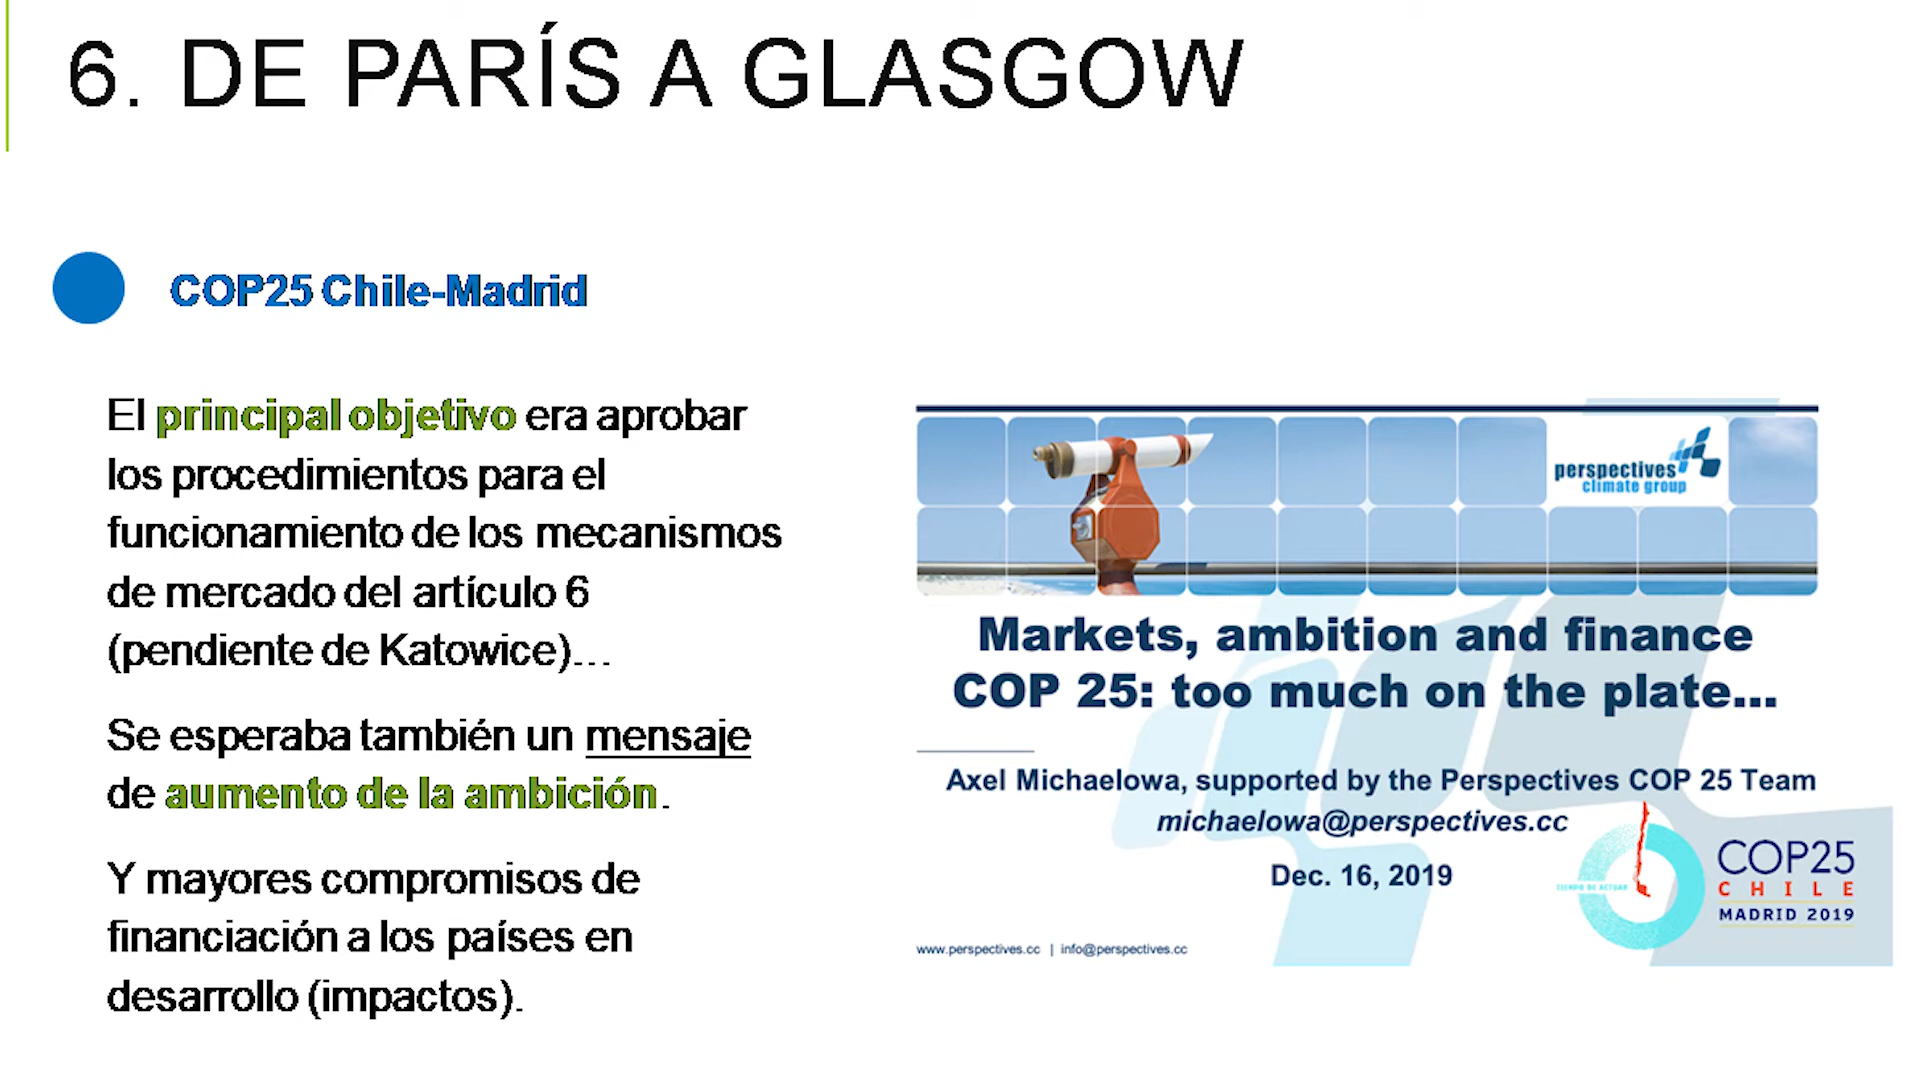 6. DE PARÍS A GLASGOW
COP25 Chile-Madrid
El principal objetivo era aprobar
los procedimientos para el
funcionamiento de los mecanismos
de mercado del artículo 6
(pendiente de Katowice)…
Se esperaba también un mensaje
de aumento de la ambición.
Y mayores compromisos de
financiación a los países en
desarrollo (impactos).
perspectives
climate group
Markets, ambition and finance
COP 25: too much on the plate...
Axel Michaelowa, supported by the Perspectives COP 25 Team
michaelowa@perspectives.cc
Dec. 16, 2019
TIEMPO DE ACTUAR
COP25
CHILE
MADRID 2019
www.perspectives.cc | info@perspectives.cc